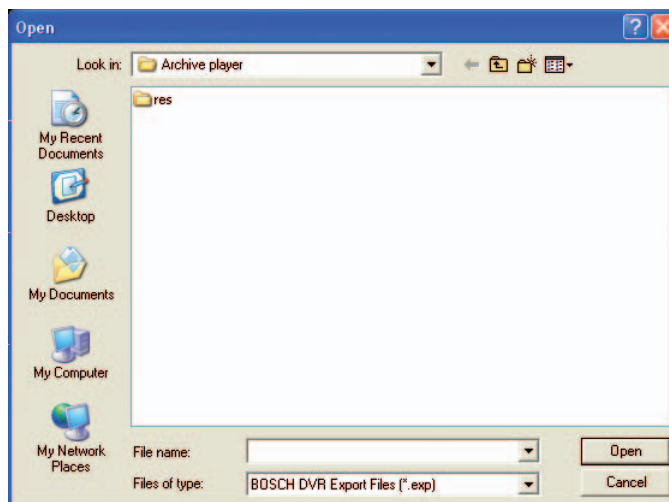 Open
?
X
Look in:
Archive player
res
My Recent
Documents
Desktop
My Documents
My Computer
My Network
Places
File name:
Open
Files of type:
BOSCH DVR Export Files (*.exp)
Cancel